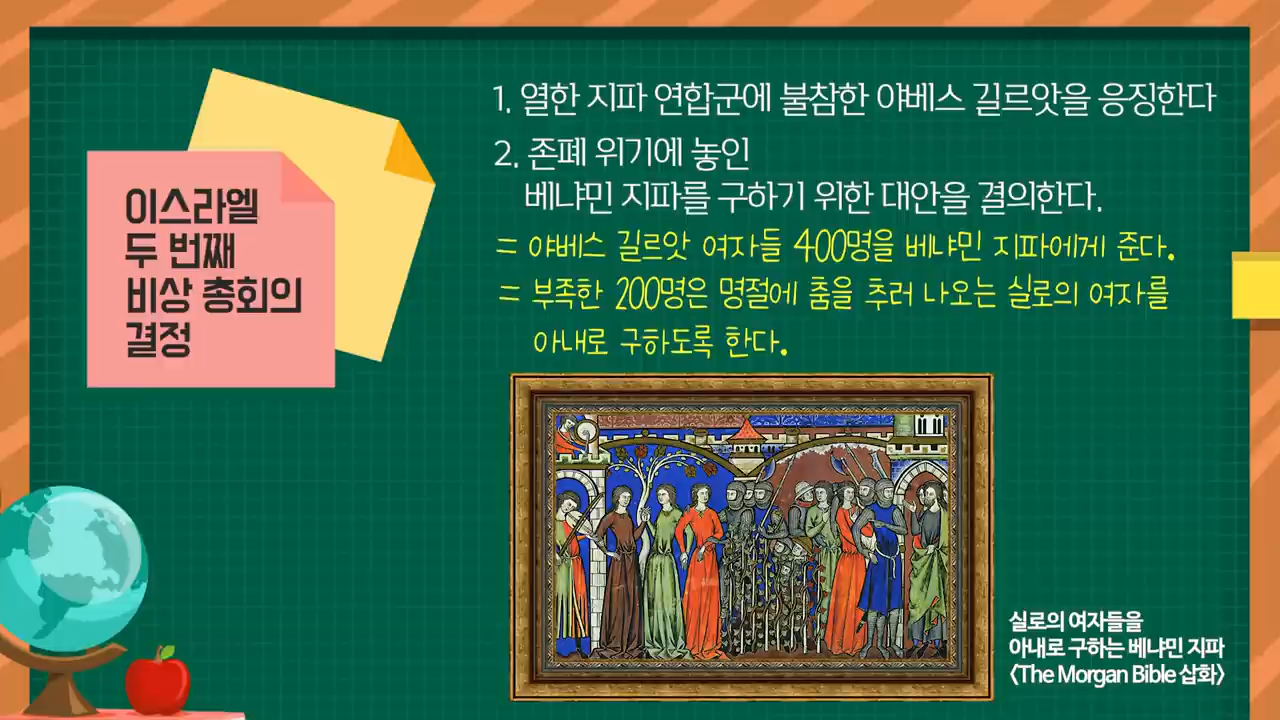 이스라엘
두 번째
비상 총회의
결정
1. 열한 지파 연합군에 불참한 야베스 길르앗을 응징한다
2. 존폐 위기에 놓인
베냐민 지파를 구하기 위한 대안을 결의한다.
= 야베스 길르앗 여자들 400명을 베냐민 지파에게 준다.
= 부족한 200명은 명절에 춤을 추러 나오는 실로의 여자를
아내로 구하도록 한다.
실로의 여자들을
아내로 구하는 베냐민 지파
〈The Morgan Bible 삽화〉